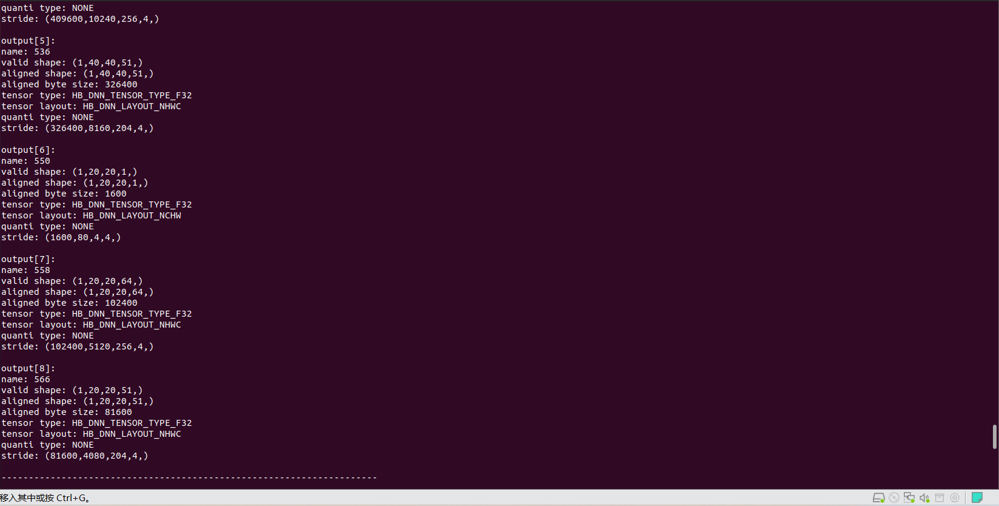 quanti type: NONE
stride: (409600,10240,256,4,)
output[5]:
name: 536
valid shape: (1,40,40,51,)
aligned shape: (1,40,40,51,)
aligned byte size: 326400
tensor type: HB_DNN_TENSOR_TYPE_F32
tensor layout: HB_DNN_LAYOUT_NHWC
quanti type: NONE
stride: (326400,8160,204,4,)
output[6]:
name: 550
valid shape: (1,20,20,1,)
aligned shape: (1,20,20,1,)
aligned byte size: 1600
tensor type: HB_DNN_TENSOR_TYPE_F32
tensor layout: HB_DNN_LAYOUT_NCHW
quanti type: NONE
stride: (1600,80,4,4,)
output[7]:
name: 558
valid shape: (1,20,20,64,)
aligned shape: (1,20,20,64,)
aligned byte size: 102400
tensor type: HB_DNN_TENSOR_TYPE_F32
tensor layout: HB_DNN_LAYOUT_NHWC
quanti type: NONE
stride: (102400,5120,256,4,)
output[8]:
name: 566
valid shape: (1,20,20,51,)
aligned shape: (1,20,20,51,)
aligned byte size: 81600
tensor type: HB_DNN_TENSOR_TYPE_F32
tensor layout: HB_DNN_LAYOUT_NHWC
quanti type: NONE
stride: (81600,4080,204,4,)
---------------------------------------------------------------------
移入其中或按 Ctrl+G。